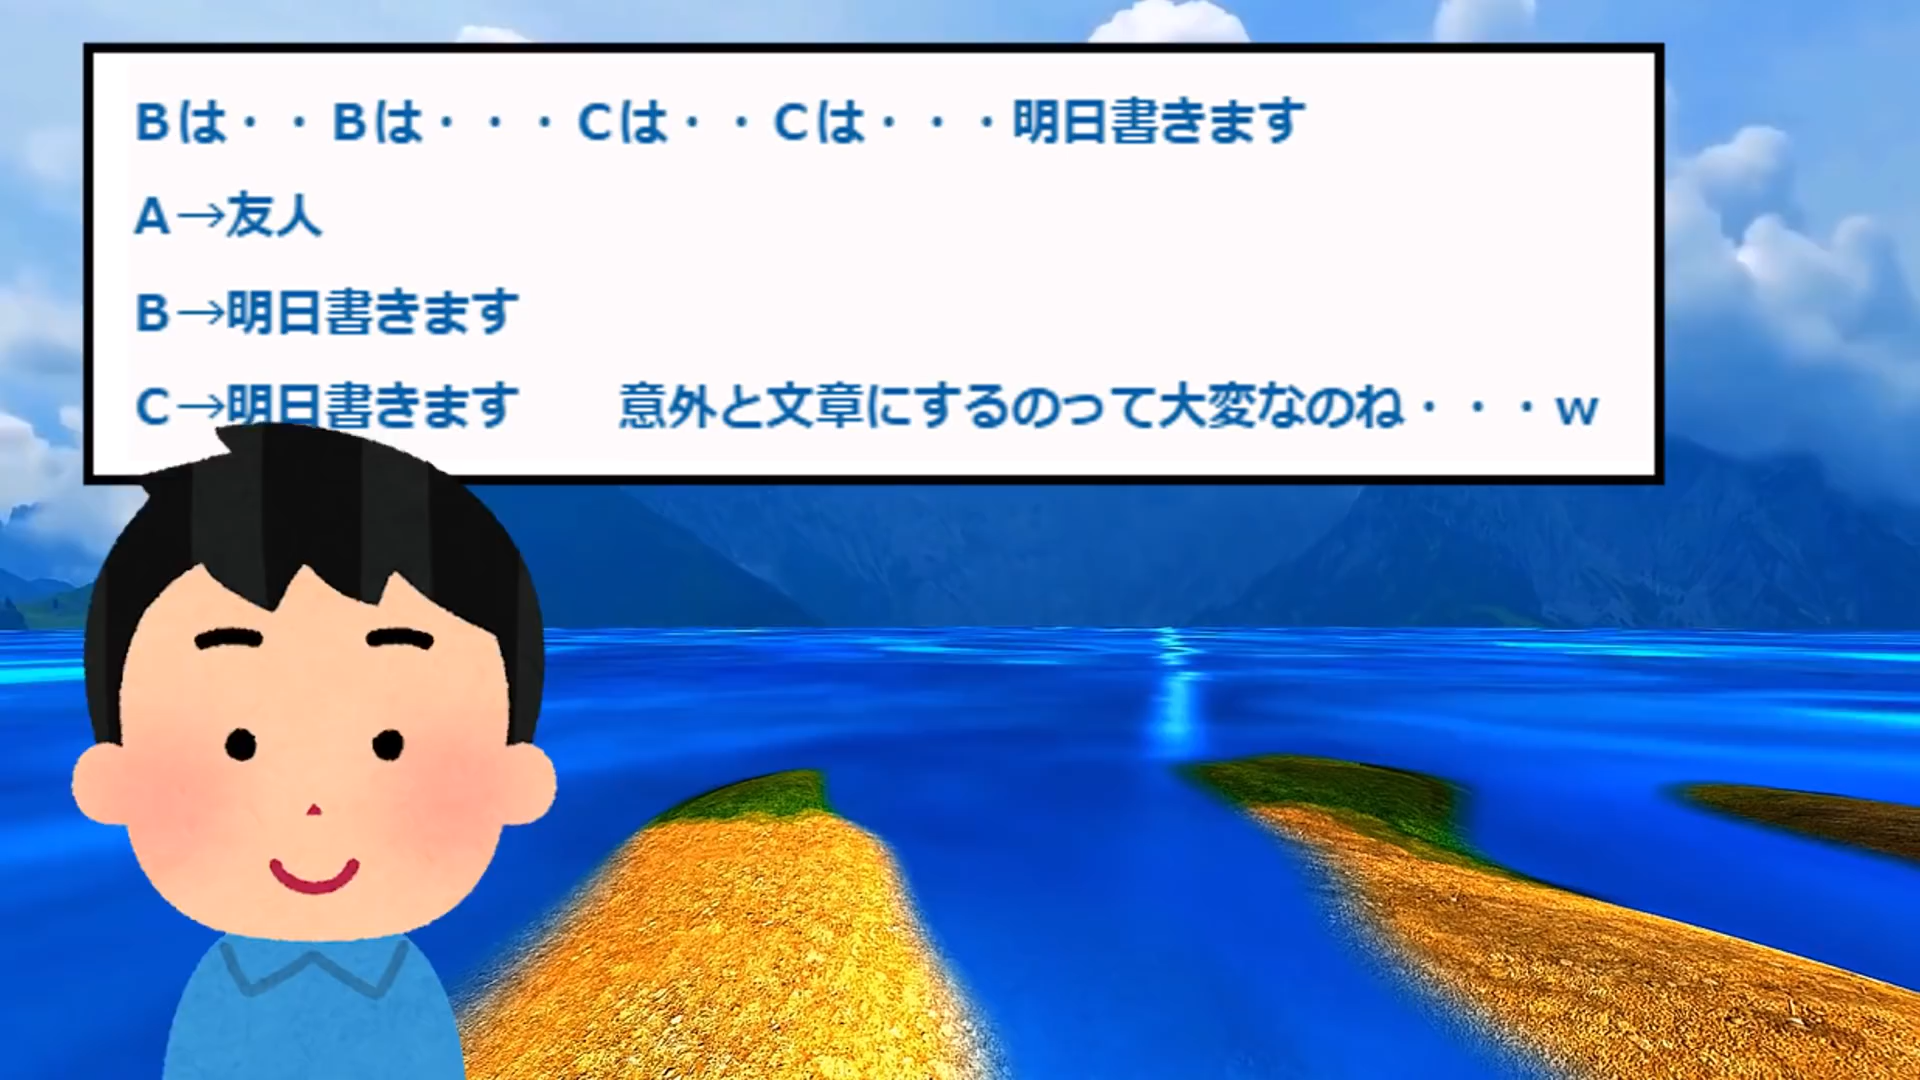 Bは・・Bは・・・Cは・・Cは・・・明日書きます
A→友人
B→明日書きます
C→明日書きます　　意外と文章にするのって大変なのね・・・w